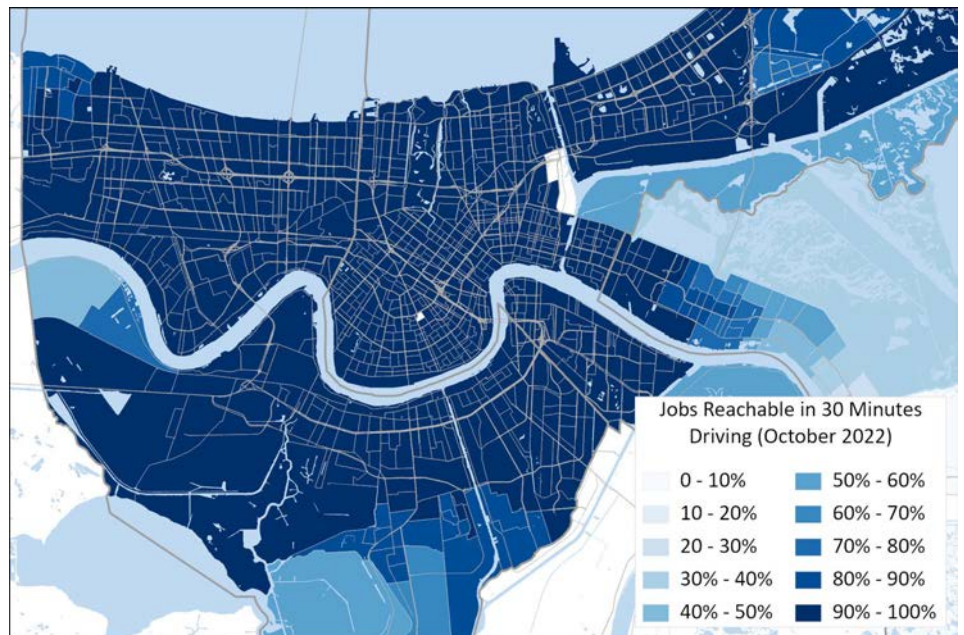 Jobs Reachable in 30 Minutes
Driving (October 2022)
0 - 10%
10 - 20%
20 - 30%
30% - 40%
40% - 50%
50% - 60%
60% - 70%
70% - 80%
80% - 90%
90% - 100%